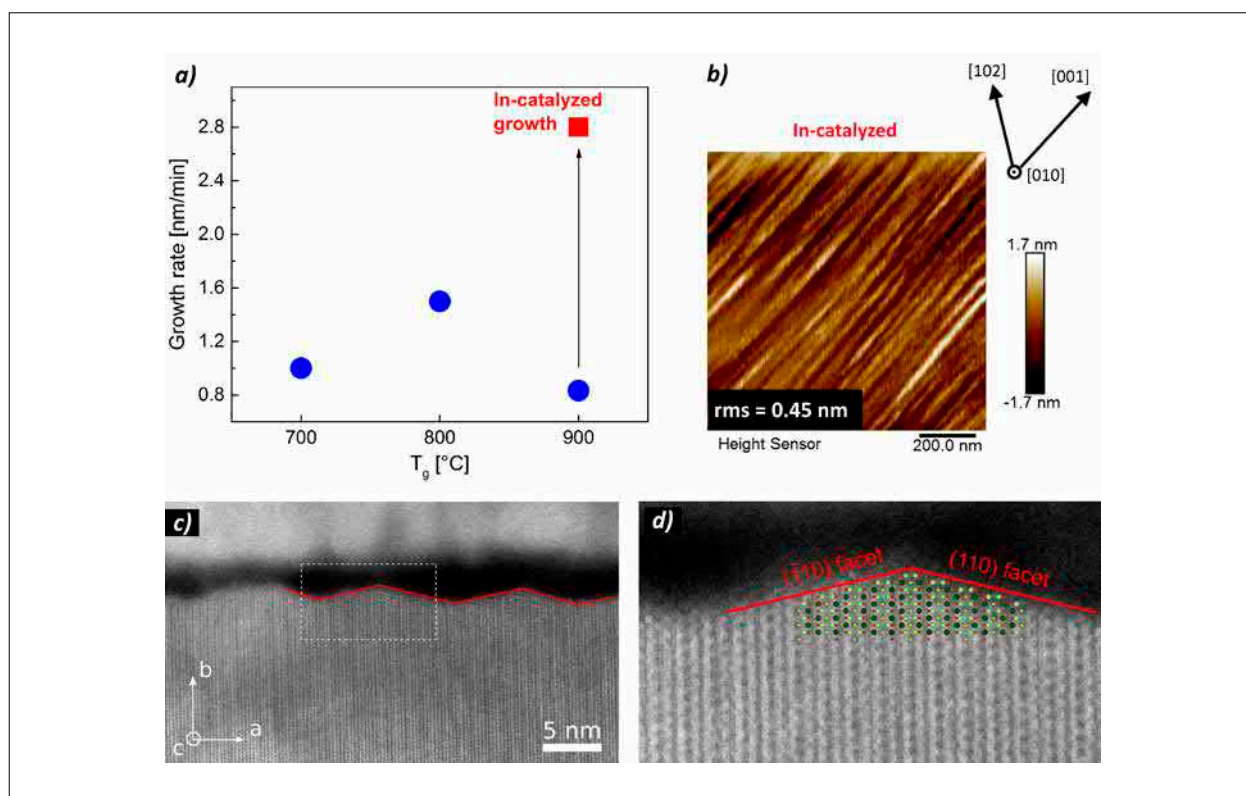 a)
In-catalyzed
growth
2.8
2.4
2.0
1.6
1.2
0.8
Growth rate [nm/min]
700
800
900
Tg [°C]
b)
[102]
[001]
[010]
In-catalyzed
1.7 nm
-1.7 nm
rms = 0.45 nm
Height Sensor
200.0 nm
c)
b
a
c
5 nm
d)
(1̄10) facet
(110) facet